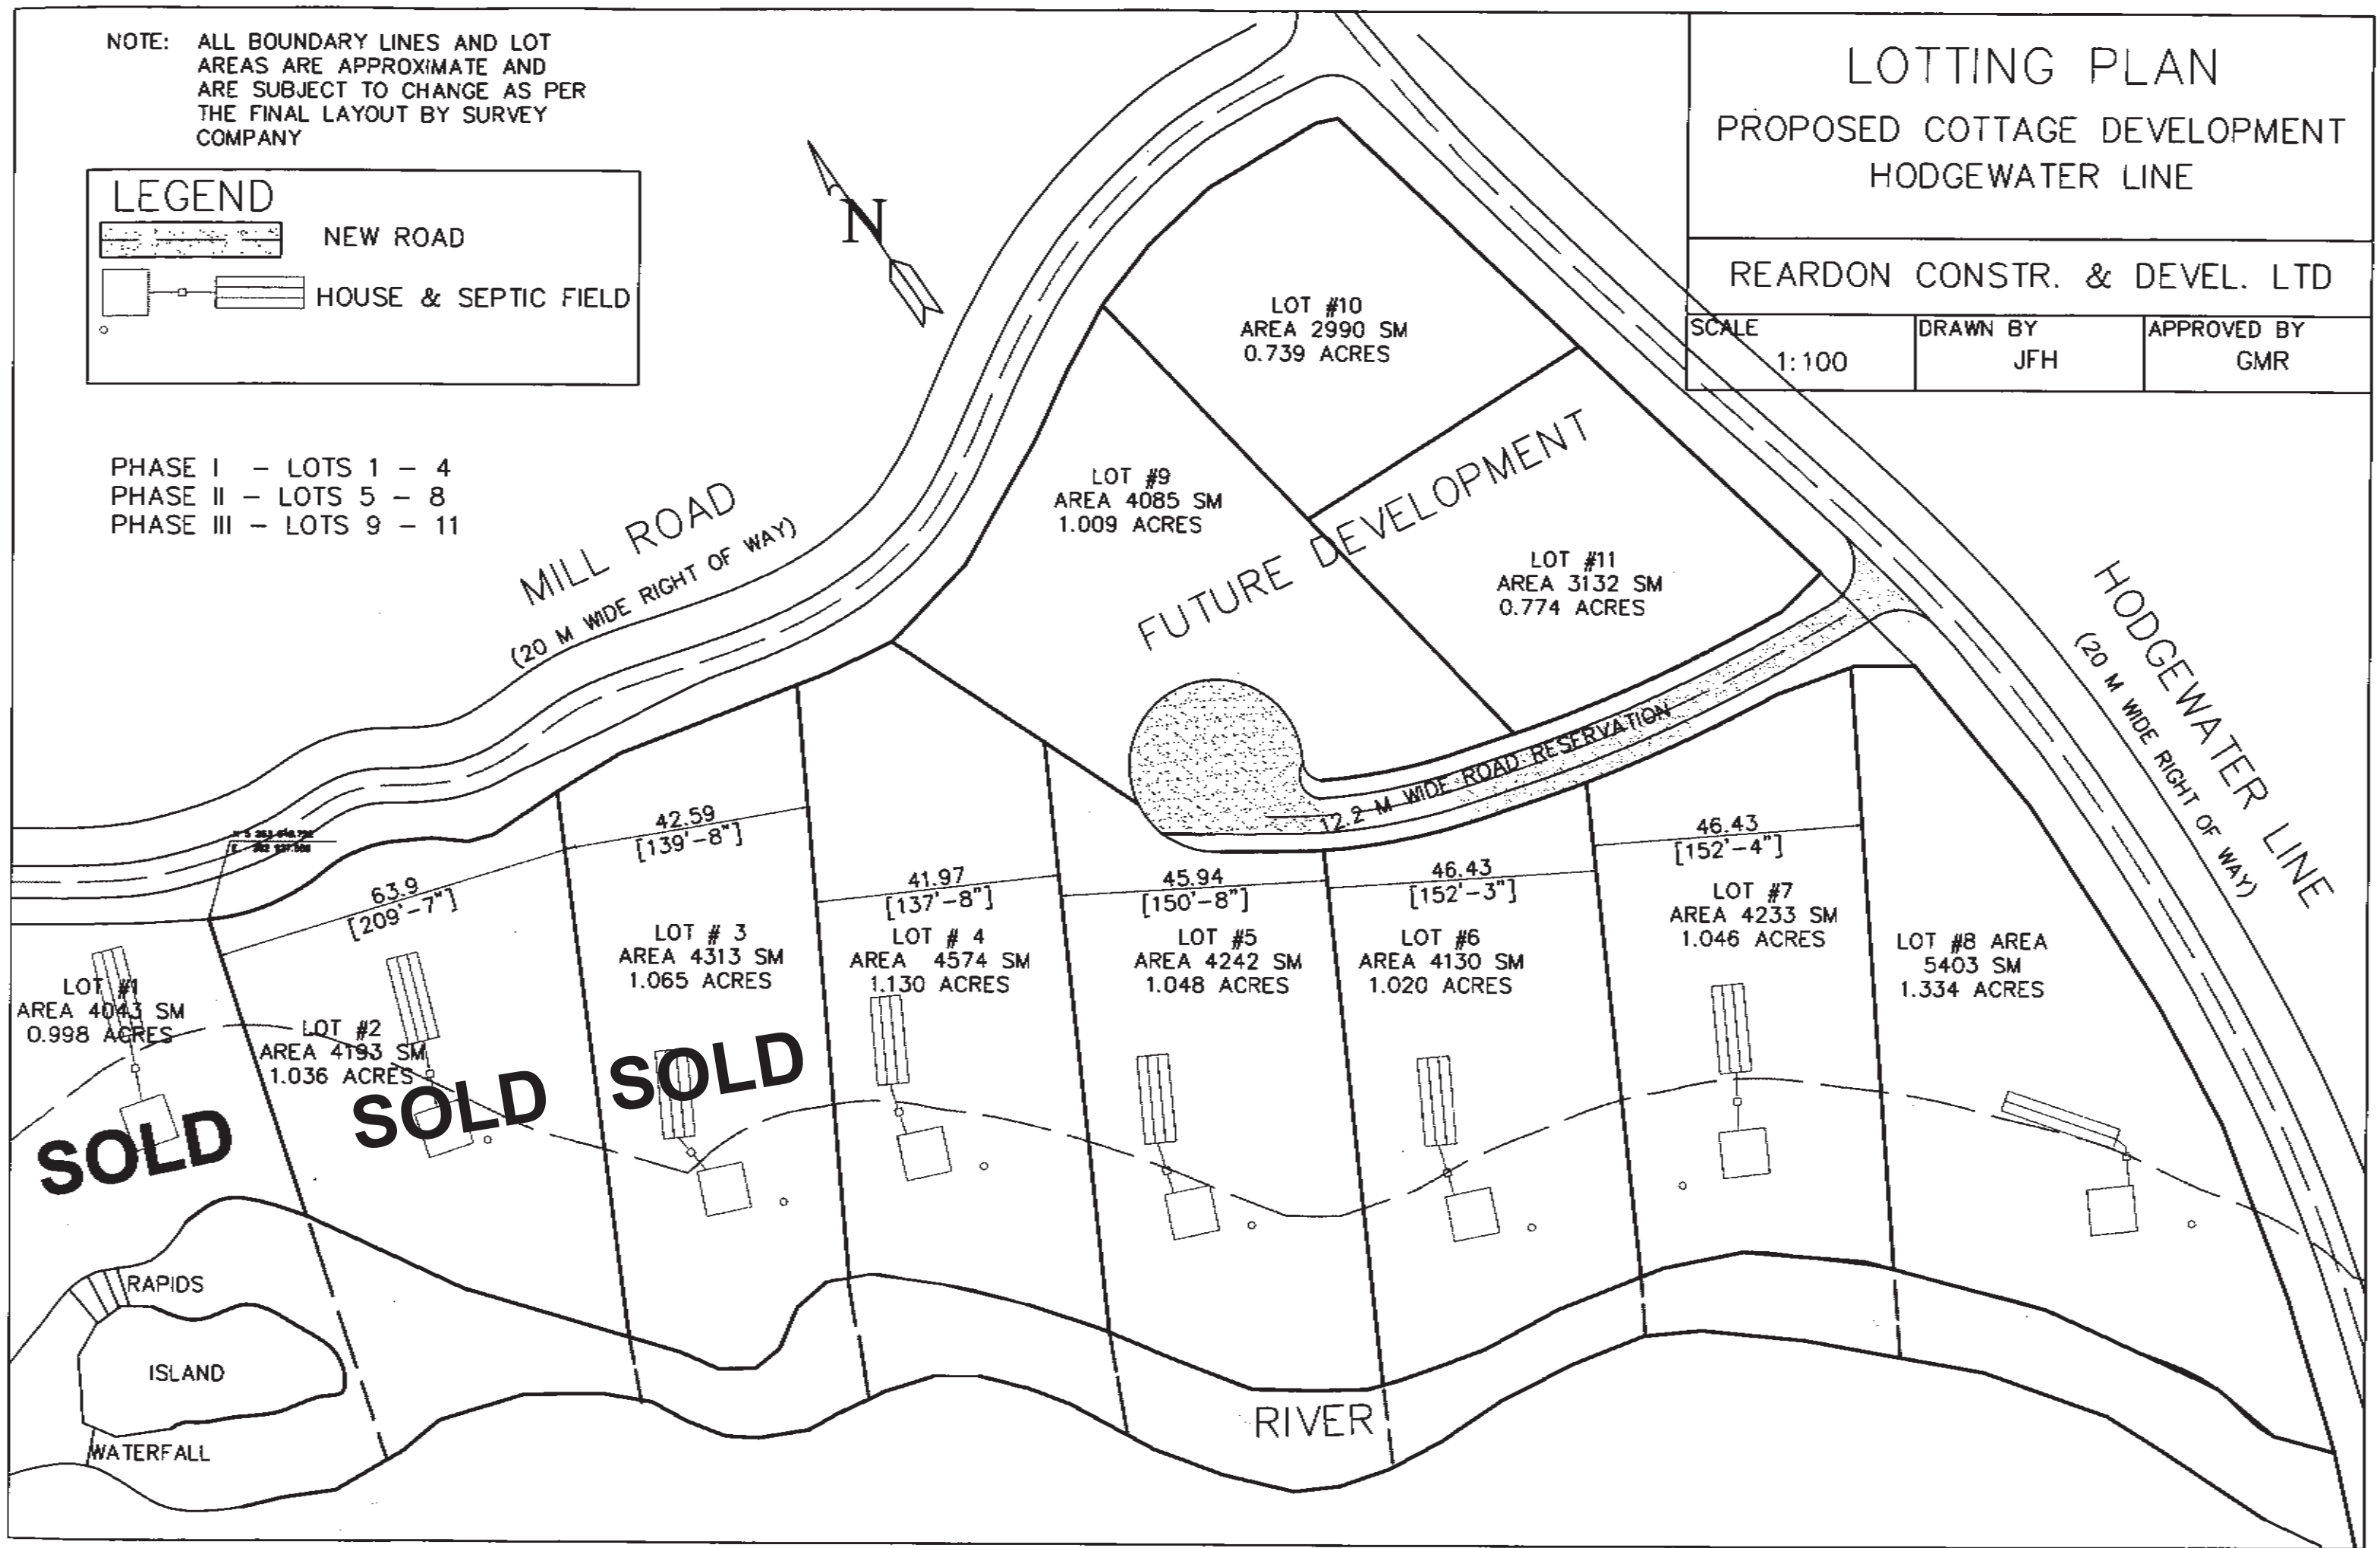 NOTE: ALL BOUNDARY LINES AND LOT
AREAS ARE APPROXIMATE AND
ARE SUBJECT TO CHANGE AS PER
THE FINAL LAYOUT BY SURVEY
COMPANY
LEGEND
NEW ROAD
HOUSE & SEPTIC FIELD
PHASE I – LOTS 1 – 4
PHASE II – LOTS 5 – 8
PHASE III – LOTS 9 – 11
N
LOTTING PLAN
PROPOSED COTTAGE DEVELOPMENT
HODGEWATER LINE
REARDON CONSTR. & DEVEL. LTD
SCALE
1:100
DRAWN BY
JFH
APPROVED BY
GMR
MILL ROAD
(20 M WIDE RIGHT OF WAY)
LOT #10
AREA 2990 SM
0.739 ACRES
LOT #9
AREA 4085 SM
1.009 ACRES
FUTURE DEVELOPMENT
LOT #11
AREA 3132 SM
0.774 ACRES
HODGEWATER LINE
(20 M WIDE RIGHT OF WAY)
12.2 M WIDE ROAD RESERVATION
63.9
[209'-7"]
42.59
[139'-8"]
41.97
[137'-8"]
45.94
[150'-8"]
46.43
[152'-3"]
46.43
[152'-4"]
LOT #1
AREA 4043 SM
0.998 ACRES
SOLD
LOT #2
AREA 4193 SM
1.036 ACRES
SOLD
LOT # 3
AREA 4313 SM
1.065 ACRES
SOLD
LOT # 4
AREA 4574 SM
1.130 ACRES
LOT #5
AREA 4242 SM
1.048 ACRES
LOT #6
AREA 4130 SM
1.020 ACRES
LOT #7
AREA 4233 SM
1.046 ACRES
LOT #8 AREA
5403 SM
1.334 ACRES
RAPIDS
ISLAND
WATERFALL
RIVER